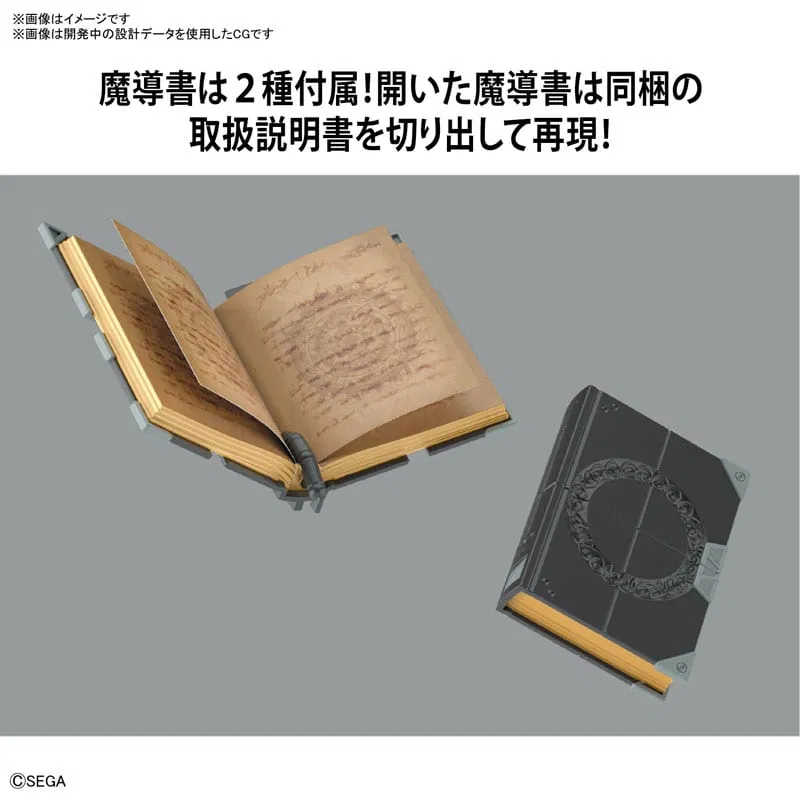 ※画像はイメージです
※画像は開発中の設計データを使用したCGです
魔導書は２種付属！開いた魔導書は同梱の
取扱説明書を切り出して再現！
©SEGA